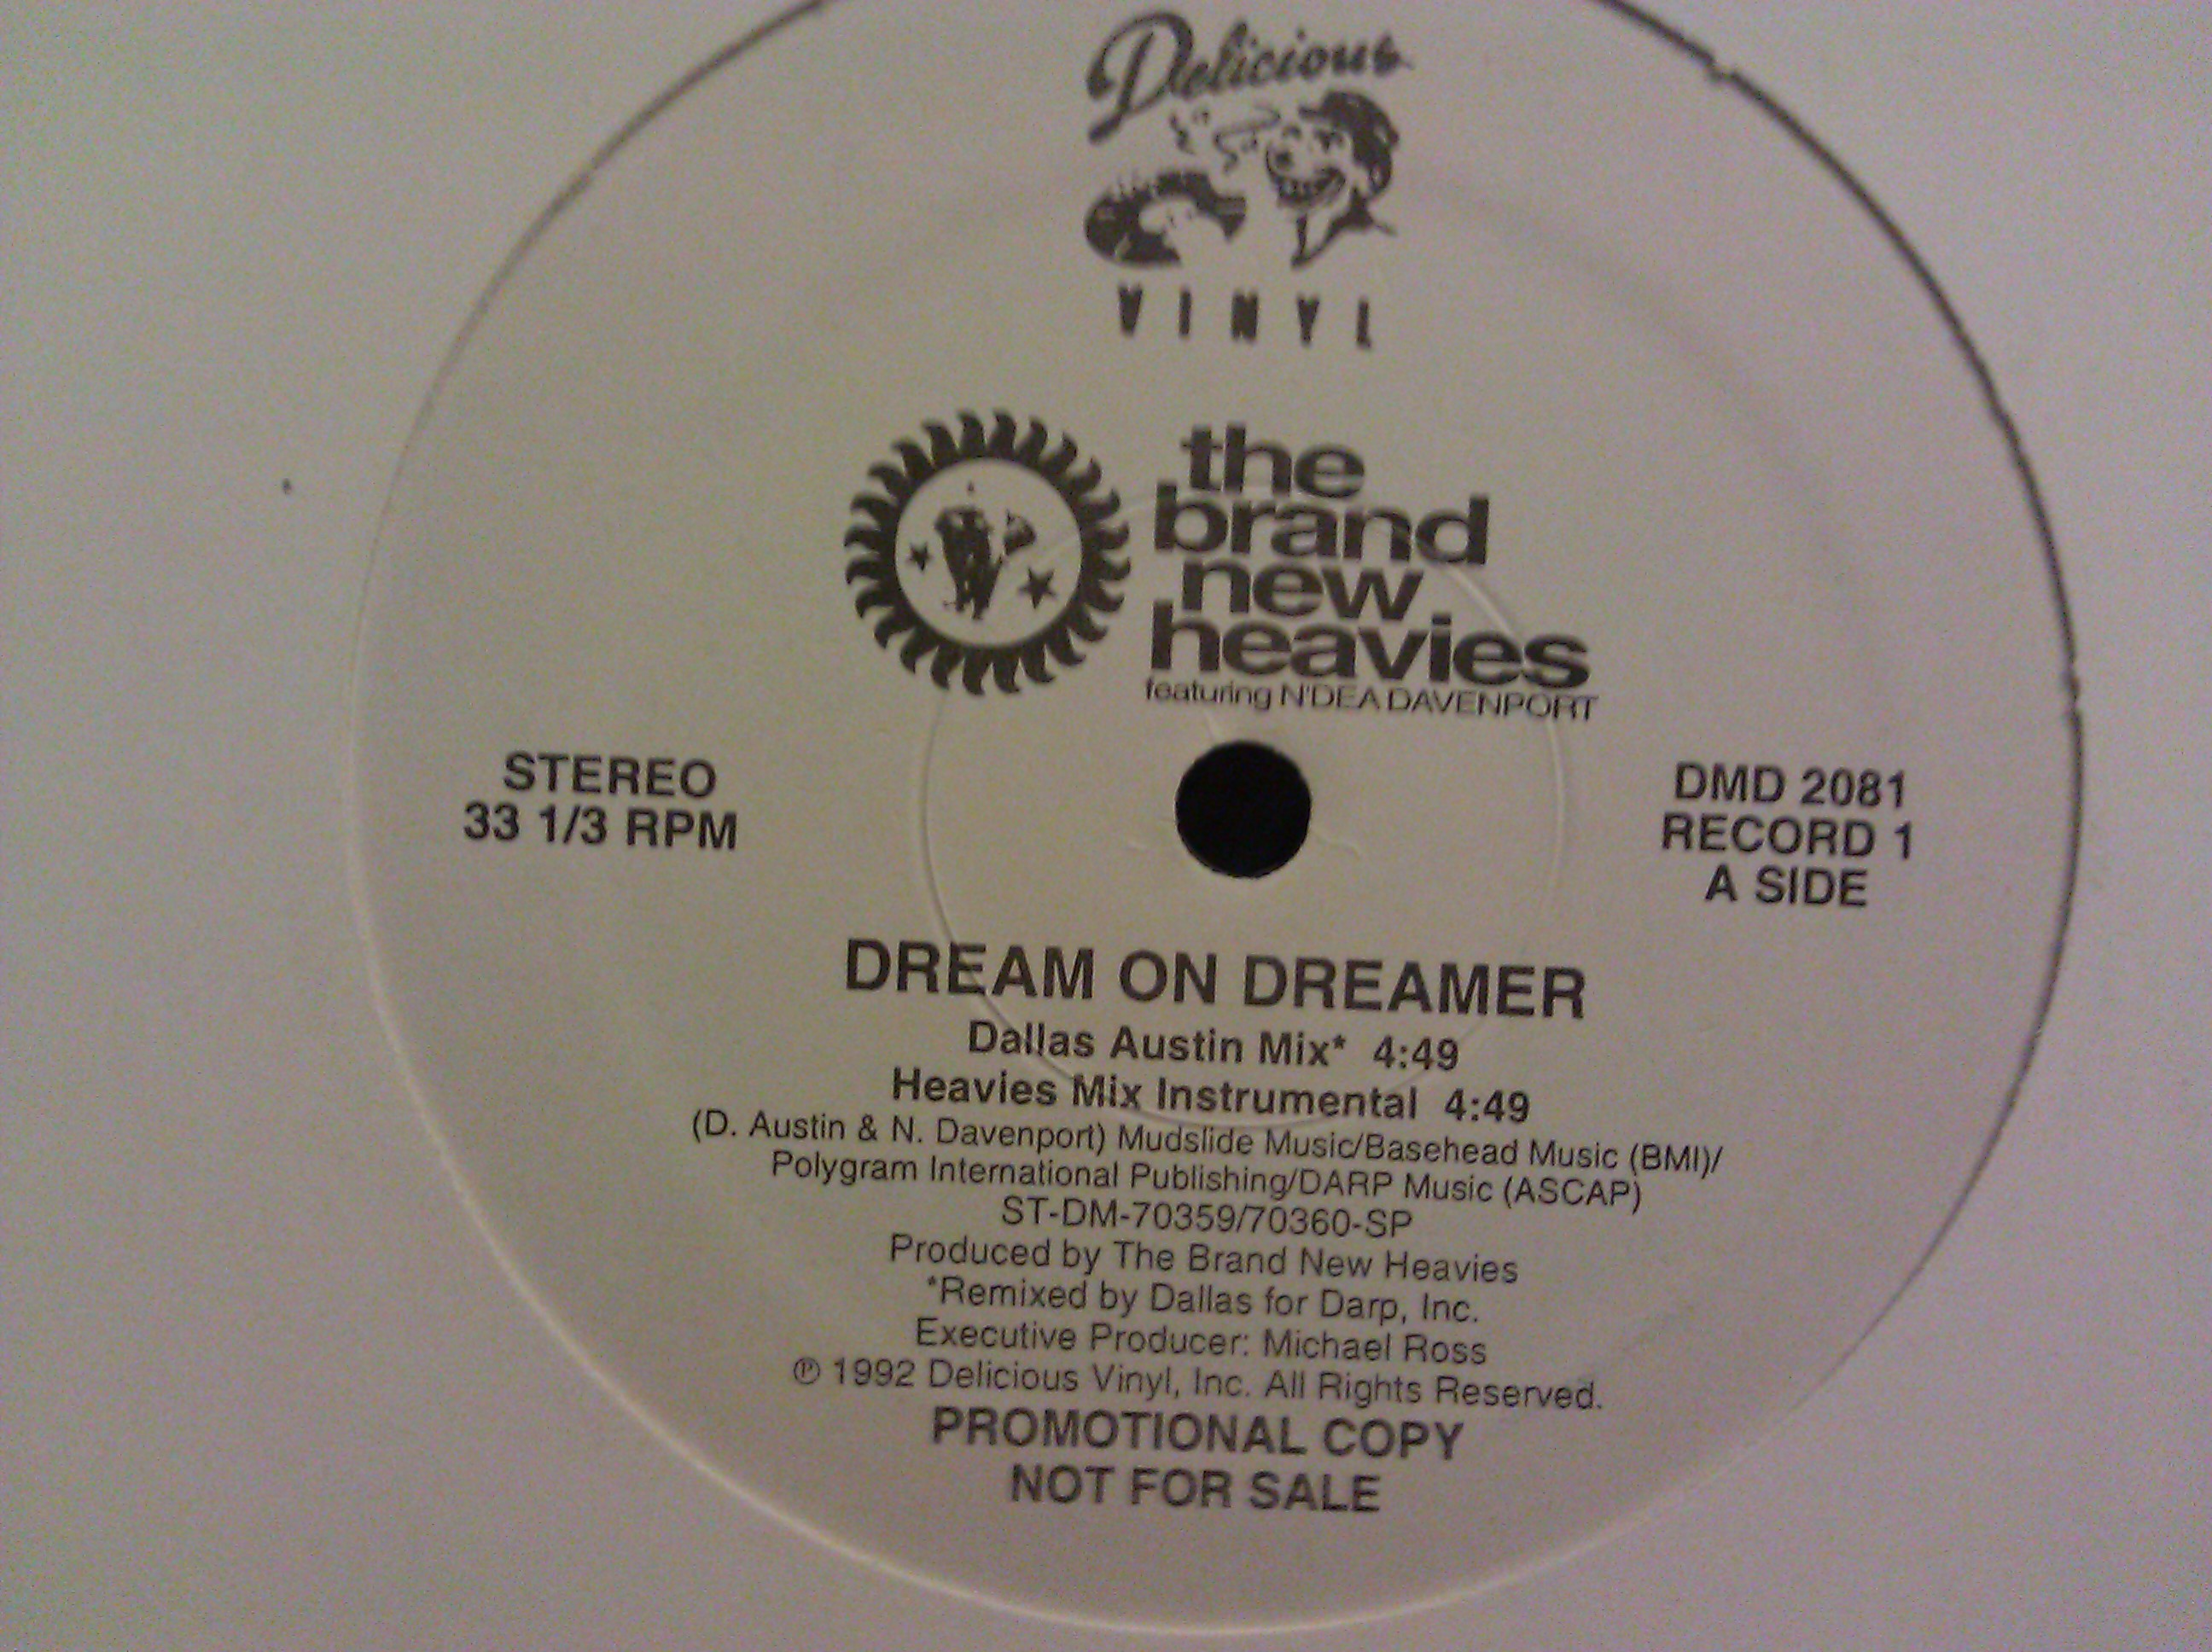 Delicious
VINYL
the
brand
new
heavies
featuring N'DEA DAVENPORT
STEREO
33 1/3 RPM
DMD 2081
RECORD 1
A SIDE
DREAM ON DREAMER
Dallas Austin Mix* 4:49
Heavies Mix Instrumental 4:49
(D. Austin & N. Davenport) Mudslide Music/Basehead Music (BMI)/
Polygram International Publishing/DARP Music (ASCAP)
ST-DM-70359/70360-SP
Produced by The Brand New Heavies
*Remixed by Dallas for Darp, Inc.
Executive Producer: Michael Ross
℗ 1992 Delicious Vinyl, Inc. All Rights Reserved.
PROMOTIONAL COPY
NOT FOR SALE